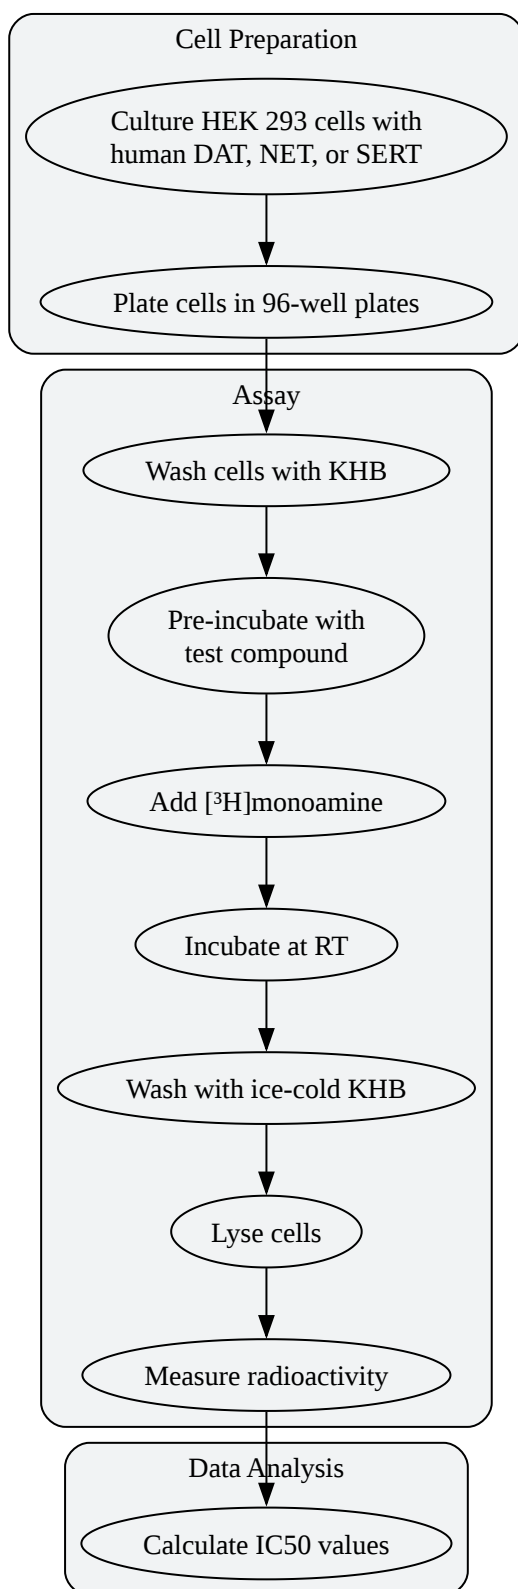 Cell Preparation
Culture HEK 293 cells with
human DAT, NET, or SERT
Plate cells in 96-well plates
Assay
Wash cells with KHB
Pre-incubate with
test compound
Add [³H]monoamine
Incubate at RT
Wash with ice-cold KHB
Lyse cells
Measure radioactivity
Data Analysis
Calculate IC50 values